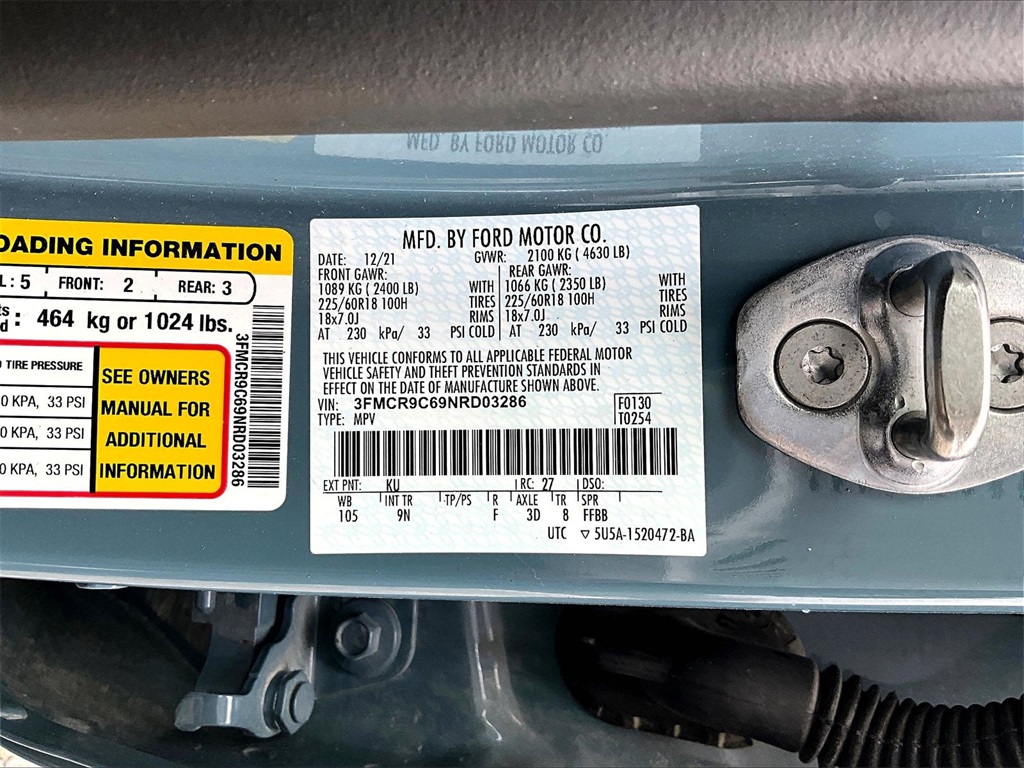 MFD. BY FORD MOTOR CO.
OADING INFORMATION
L: 5 FRONT: 2 REAR: 3
464 kg or 1024 lbs.
TIRE PRESSURE
0 KPA, 33 PSI
0 KPA, 33 PSI
0 KPA, 33 PSI
SEE OWNERS
MANUAL FOR
ADDITIONAL
INFORMATION
3FMCR9C69NRD03286
MFD. BY FORD MOTOR CO.
DATE: 12/21 GVWR: 2100 KG ( 4630 LB)
FRONT GAWR: REAR GAWR:
1089 KG ( 2400 LB) WITH 1066 KG ( 2350 LB) WITH
225/60R18 100H TIRES 225/60R18 100H TIRES
18x7.0J RIMS 18x7.0J RIMS
AT 230 kPa/ 33 PSI COLD AT 230 kPa/ 33 PSI COLD
THIS VEHICLE CONFORMS TO ALL APPLICABLE FEDERAL MOTOR
VEHICLE SAFETY AND THEFT PREVENTION STANDARDS IN
EFFECT ON THE DATE OF MANUFACTURE SHOWN ABOVE.
VIN: 3FMCR9C69NRD03286 F0130
TYPE: MPV T0254
EXT PNT: KU RC: 27 DSO:
WB INT TR TP/PS R AXLE TR SPR
105 9N F 3D 8 FFBB
UTC ▽ 5U5A-1520472-BA